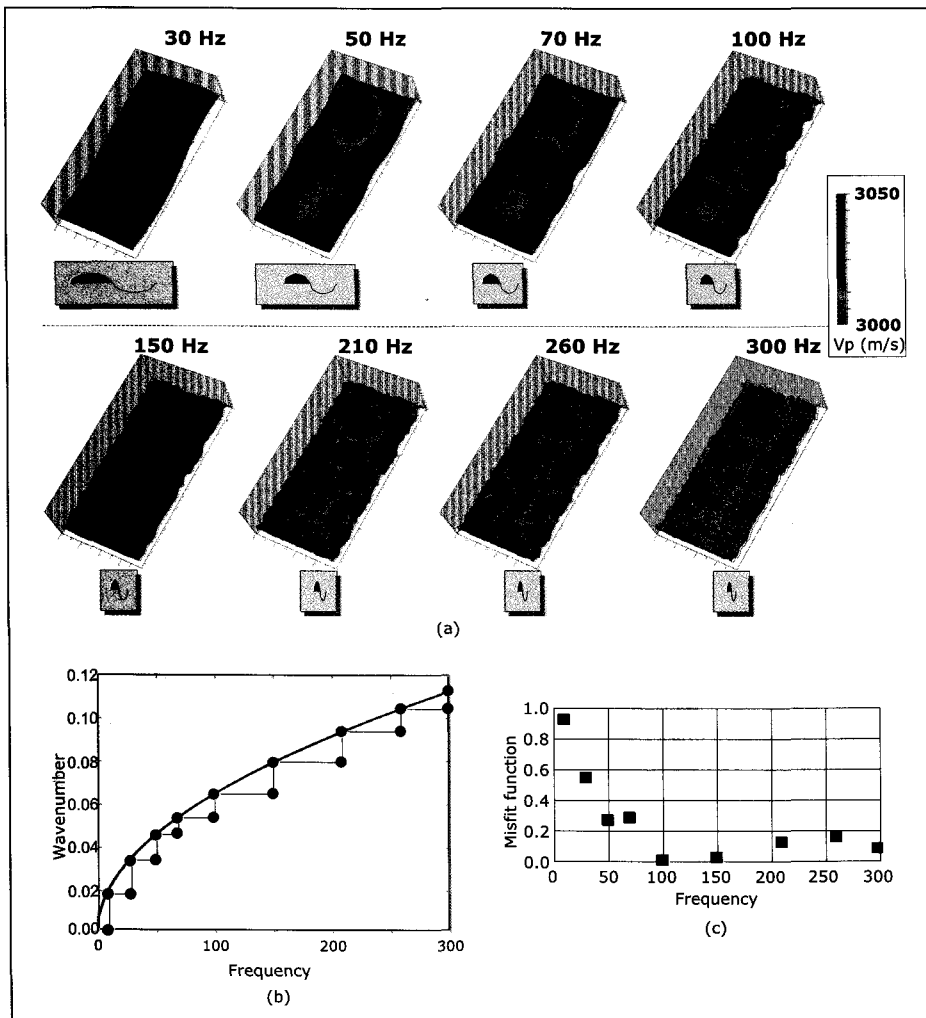 30 Hz 50 Hz 70 Hz 100 Hz
3050
3000
Vp (m/s)
150 Hz 210 Hz 260 Hz 300 Hz
(a)
0.12
0.10
0.08
0.06
0.04
0.02
0.00
Wavenumber
0 100 200 300
Frequency
(b)
1.0
0.8
0.6
0.4
0.2
0.0
Misfit function
0 50 100 150 200 250 300
Frequency
(c)